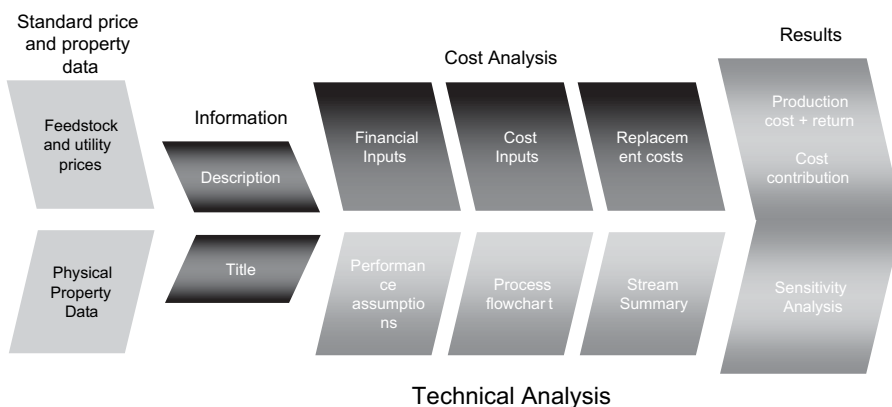 Standard price
and property
data
Feedstock
and utility
prices
Physical
Property
Data
Information
Description
Title
Cost Analysis
Financial
Inputs
Cost
Inputs
Replacem
ent costs
Performan
ce
assumptio
ns
Process
flowchar t
Stream
Summary
Technical Analysis
Results
Production
cost + return
Cost
contribution
Sensitivity
Analysis